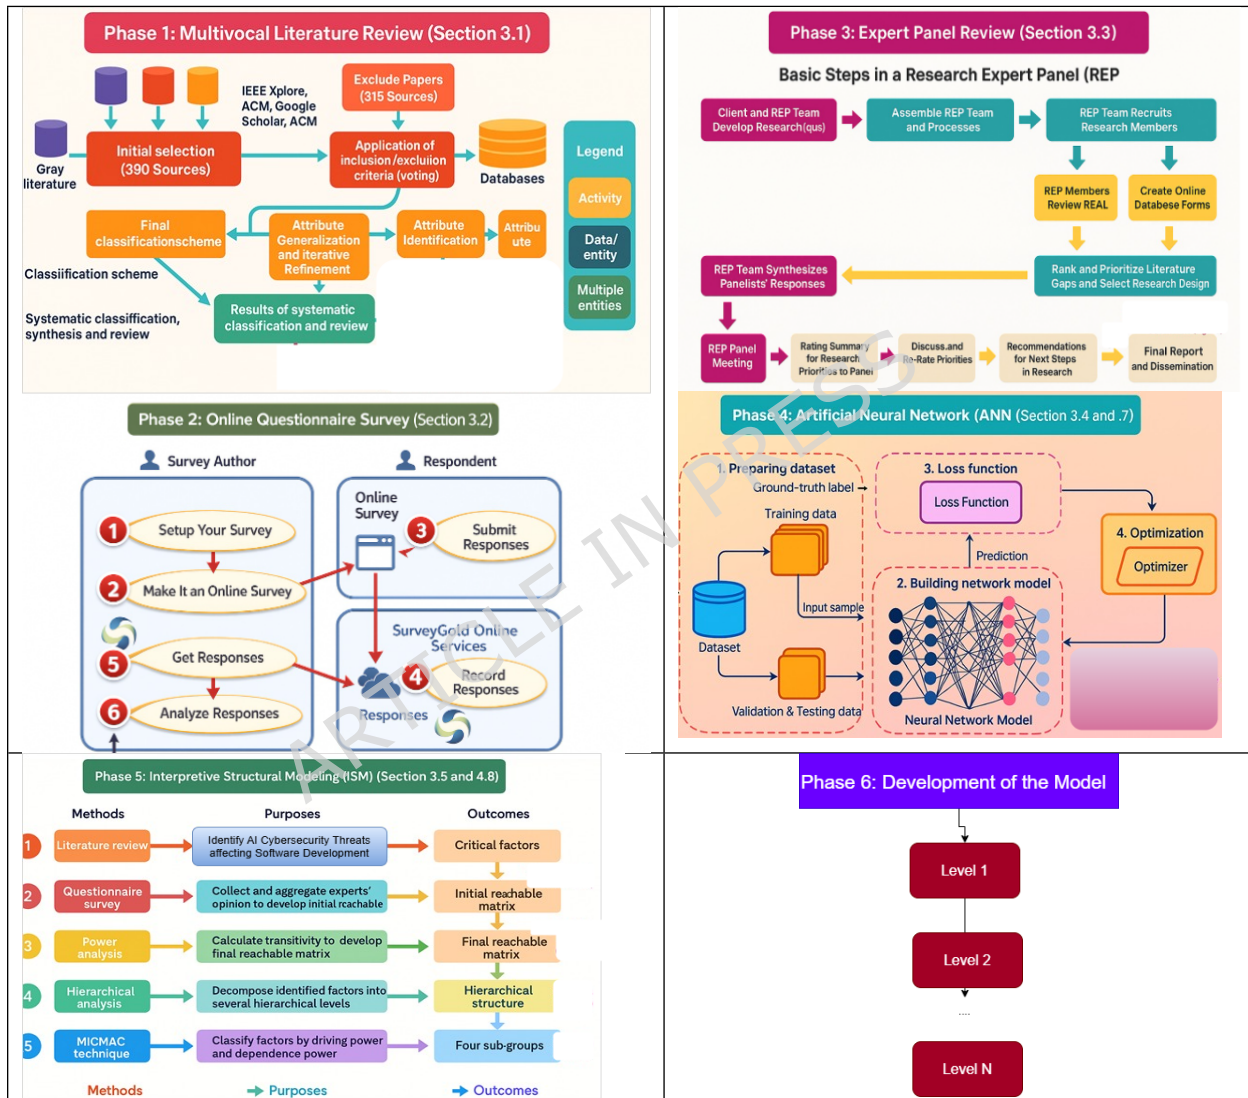 Phase 1: Multivocal Literature Review (Section 3.1)
IEEE Xplore,
ACM, Google
Scholar, ACM
Exclude Papers
(315 Sources)
Gray
literature
Initial selection
(390 Sources)
Application of
inclusion/exclulion
criteria (voting)
Databases
Legend
Activity
Data/
entity
Multiple
entities
Final
classificationscheme
Attribute
Generalization
and iterative
Refinement
Attribute
Identification
Attribu
ute
Classiification scheme
Systematic classiffication,
synthesis and review
Results of systematic
classification and review
Phase 3: Expert Panel Review (Section 3.3)
Basic Steps in a Research Expert Panel (REP
Client and REP Team
Develop Research(qus)
Assemble REP Team
and Processes
REP Team Recruits
Research Members
REP Members
Review REAL
Create Online
Databese Forms
REP Team Synthesizes
Panelists' Responses
Rank and Prioritize Literature
Gaps and Select Research Design
REP Panel
Meeting
Rating Summary
for Research
Priorities to Panel
Discuss.and
Re-Rate Priorities
Recommendations
for Next Steps
in Research
Final Report
and Dissemination
Phase 2: Online Questionnaire Survey (Section 3.2)
Survey Author
Respondent
1
Setup Your Survey
2
Make It an Online Survey
Online
Survey
3
Submit
Responses
5
Get Responses
6
Analyze Responses
SurveyGold Online
Services
4
Record
Responses
Responses
Phase 4: Artificial Neural Network (ANN (Section 3.4 and .7)
1. Preparing dataset
Ground-truth label
Training data
Dataset
Input sample
Validation & Testing data
3. Loss function
Loss Function
Prediction
2. Building network model
Neural Network Model
4. Optimization
Optimizer
Phase 5: Interpretive Structural Modeling (ISM) (Section 3.5 and 4.8)
Methods
Purposes
Outcomes
1
Literature review
Identify AI Cybersecurity Threats
affecting Software Development
Critical factors
2
Questionnaire
survey
Collect and aggregate experts'
opinion to develop initial rcachable
Initial reachable
matrix
3
Power
analysis
Calculate transitivity to develop
final reachable matrix
Final reachable
matrix
4
Hierarchical
analysis
Decompose identified factors into
several hierarchical levels
Hierarchical
structure
5
MICMAC
technique
Classify factors by driving power
and dependence power
Four sub-groups
Methods
Purposes
Outcomes
Phase 6: Development of the Model
Level 1
Level 2
....
Level N
ARTICLE IN PRESS